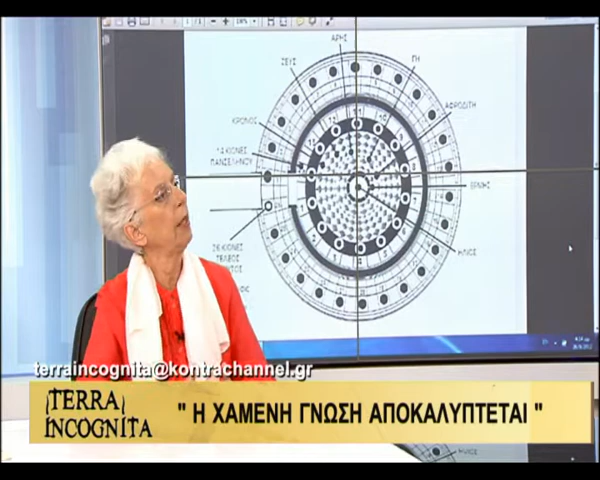 ΑΡΗΣ
ΖΕΥΣ
ΓΗ
ΑΦΡΟΔΙΤΗ
ΚΡΟΝΟΣ
14 ΚΙΟΝΕΣ
ΠΑΝΣΕΛΗΝΟΥ
ΕΡΜΗΣ
ΗΛΙΟΣ
26 ΚΙΟΝΕΣ
terraincognita@kontrachannel.gr
TERRA
INCOGNITA
" Η ΧΑΜΕΝΗ ΓΝΩΣΗ ΑΠΟΚΑΛΥΠΤΕΤΑΙ "